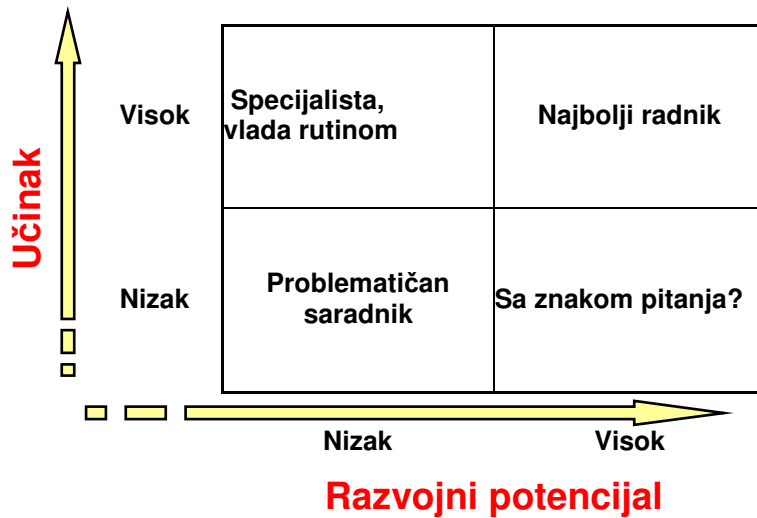 Učinak
Visok
Specijalista,
vlada rutinom
Najbolji radnik
Nizak
Problematičan
saradnik
Sa znakom pitanja?
Nizak
Visok
Razvojni potencijal